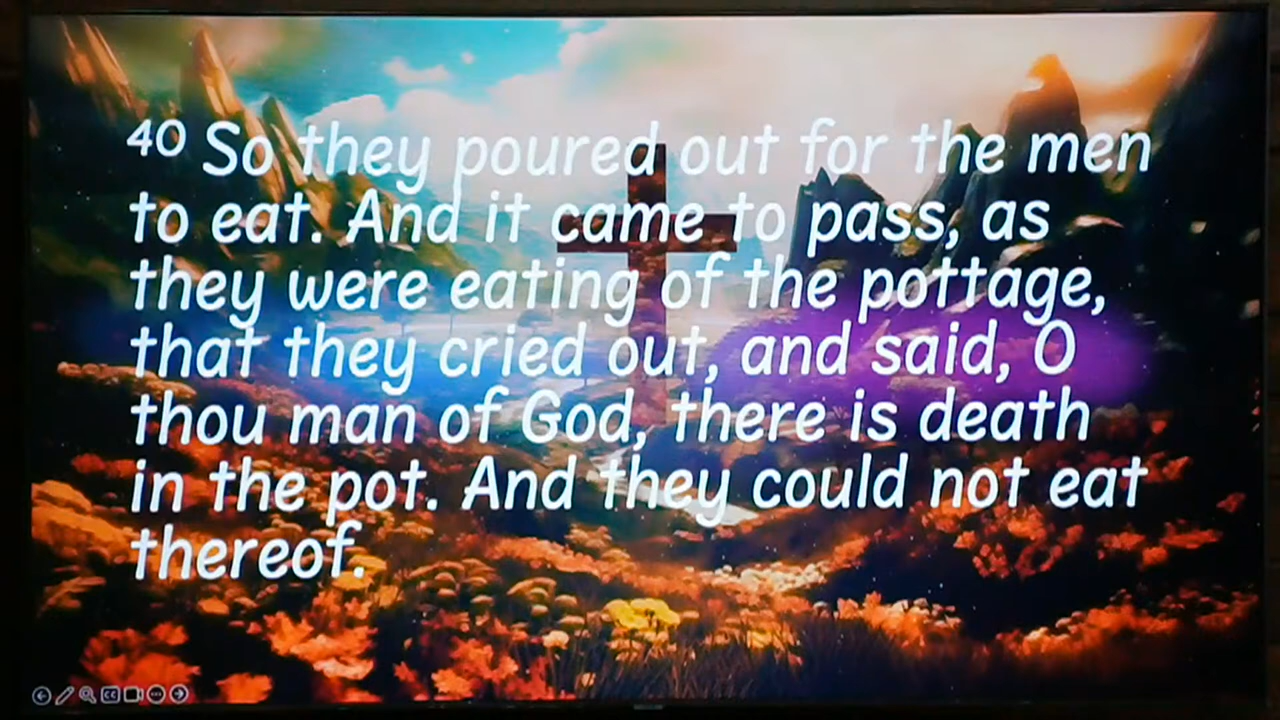 40 So they poured out for the men
to eat. And it came to pass, as
they were eating of the pottage,
that they cried out, and said, O
thou man of God, there is death
in the pot. And they could not eat
thereof.